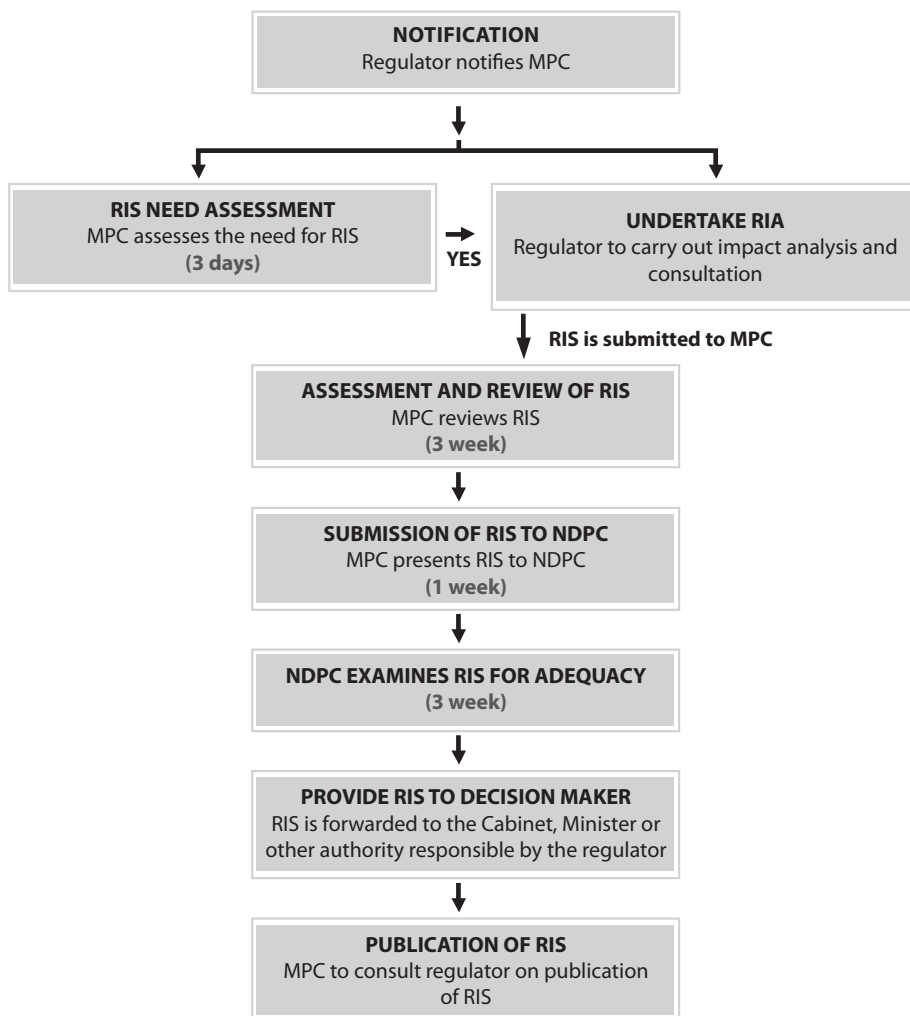 NOTIFICATION
Regulator notifies MPC
RIS NEED ASSESSMENT
MPC assesses the need for RIS
(3 days)
YES
UNDERTAKE RIA
Regulator to carry out impact analysis and
consultation
RIS is submitted to MPC
ASSESSMENT AND REVIEW OF RIS
MPC reviews RIS
(3 week)
SUBMISSION OF RIS TO NDPC
MPC presents RIS to NDPC
(1 week)
NDPC EXAMINES RIS FOR ADEQUACY
(3 week)
PROVIDE RIS TO DECISION MAKER
RIS is forwarded to the Cabinet, Minister or
other authority responsible by the regulator
PUBLICATION OF RIS
MPC to consult regulator on publication
of RIS